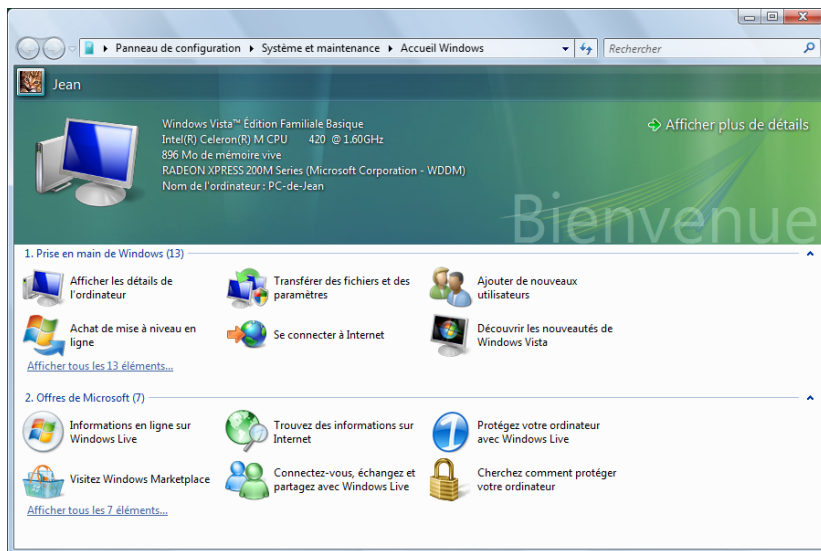 Panneau de configuration ▸ Système et maintenance ▸ Accueil Windows
Rechercher
Jean
Windows Vista™ Édition Familiale Basique
Intel(R) Celeron(R) M CPU 420 @ 1.60GHz
896 Mo de mémoire vive
RADEON XPRESS 200M Series (Microsoft Corporation - WDDM)
Nom de l'ordinateur : PC-de-Jean
Afficher plus de détails
Bienvenue
1. Prise en main de Windows (13)
Afficher les détails de
l'ordinateur
Transférer des fichiers et des
paramètres
Ajouter de nouveaux
utilisateurs
Achat de mise à niveau en
ligne
Se connecter à Internet
Découvrir les nouveautés de
Windows Vista
Afficher tous les 13 éléments...
2. Offres de Microsoft (7)
Informations en ligne sur
Windows Live
Trouvez des informations sur
Internet
Protégez votre ordinateur
avec Windows Live
Visitez Windows Marketplace
Connectez-vous, échangez et
partagez avec Windows Live
Cherchez comment protéger
votre ordinateur
Afficher tous les 7 éléments...